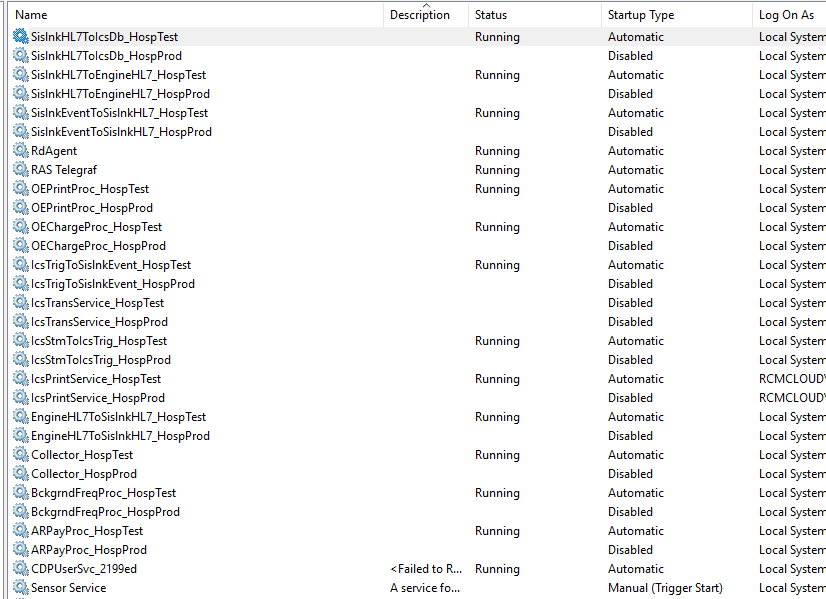 Name Description Status Startup Type Log On As
SisInkHL7ToIcsDb_HospTest Running Automatic Local System
SisInkHL7ToIcsDb_HospProd Disabled Local System
SisInkHL7ToEngineHL7_HospTest Running Automatic Local System
SisInkHL7ToEngineHL7_HospProd Disabled Local System
SisInkEventToSisInkHL7_HospTest Running Automatic Local System
SisInkEventToSisInkHL7_HospProd Disabled Local System
RdAgent Running Automatic Local System
RAS Telegraf Running Automatic Local System
OEPrintProc_HospTest Running Automatic Local System
OEPrintProc_HospProd Disabled Local System
OEChargeProc_HospTest Running Automatic Local System
OEChargeProc_HospProd Disabled Local System
IcsTrigToSisInkEvent_HospTest Running Automatic Local System
IcsTrigToSisInkEvent_HospProd Disabled Local System
IcsTransService_HospTest Disabled Local System
IcsTransService_HospProd Disabled Local System
IcsStmToIcsTrig_HospTest Running Automatic Local System
IcsStmToIcsTrig_HospProd Disabled Local System
IcsPrintService_HospTest Running Automatic RCMCLOUD\
IcsPrintService_HospProd Disabled RCMCLOUD\
EngineHL7ToSisInkHL7_HospTest Running Automatic Local System
EngineHL7ToSisInkHL7_HospProd Disabled Local System
Collector_HospTest Running Automatic Local System
Collector_HospProd Disabled Local System
BckgrndFreqProc_HospTest Running Automatic Local System
BckgrndFreqProc_HospProd Disabled Local System
ARPayProc_HospTest Running Automatic Local System
ARPayProc_HospProd Disabled Local System
CDPUserSvc_2199ed <Failed to R... Running Automatic Local System
Sensor Service A service fo... Manual (Trigger Start) Local System